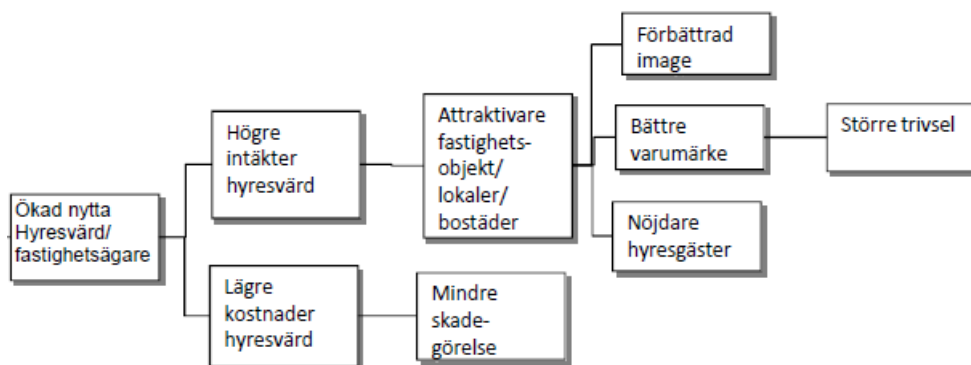 Förbättrad
image
Högre
intäkter
hyresvärd
Attraktivare
fastighets-
objekt/
lokaler/
bostäder
Bättre
varumärke
Större trivsel
Ökad nytta
Hyresvärd/
fastighetsägare
Nöjdare
hyresgäster
Lägre
kostnader
hyresvärd
Mindre
skade-
görelse